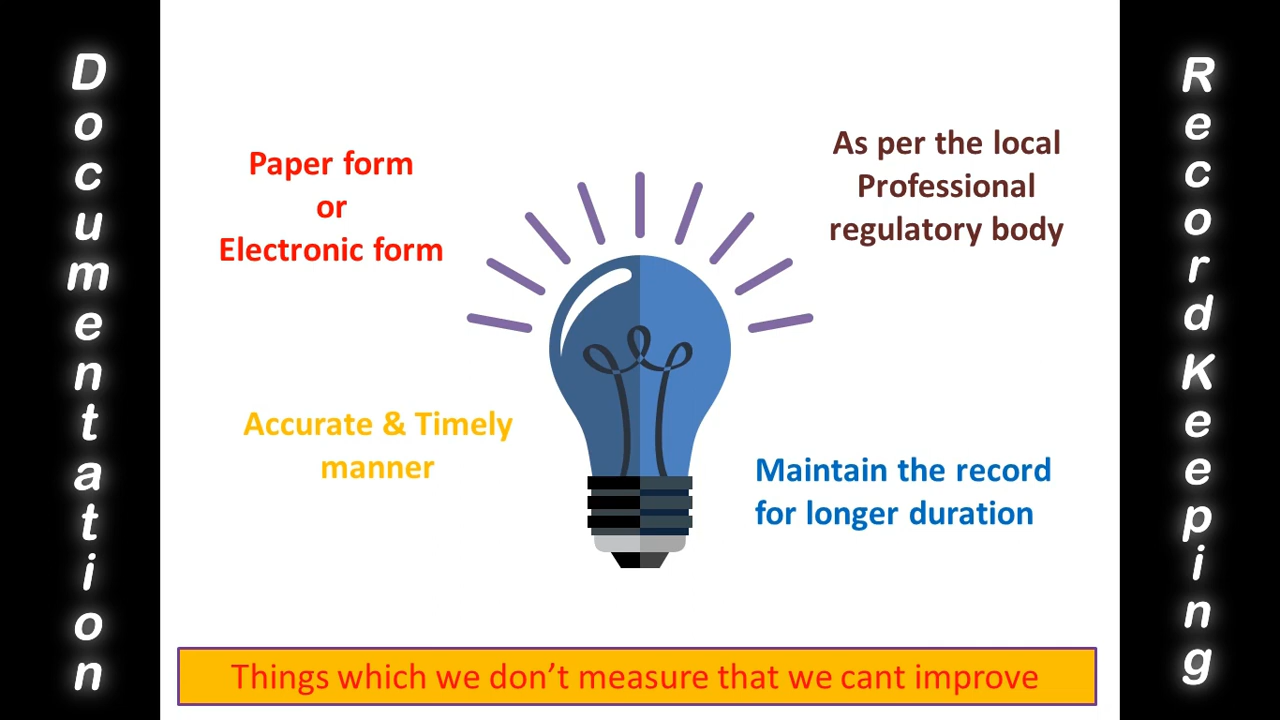 Documentation
Paper form
or
Electronic form
As per the local
Professional
regulatory body
Accurate & Timely
manner
Maintain the record
for longer duration
Things which we don’t measure that we cant improve
Record Keeping